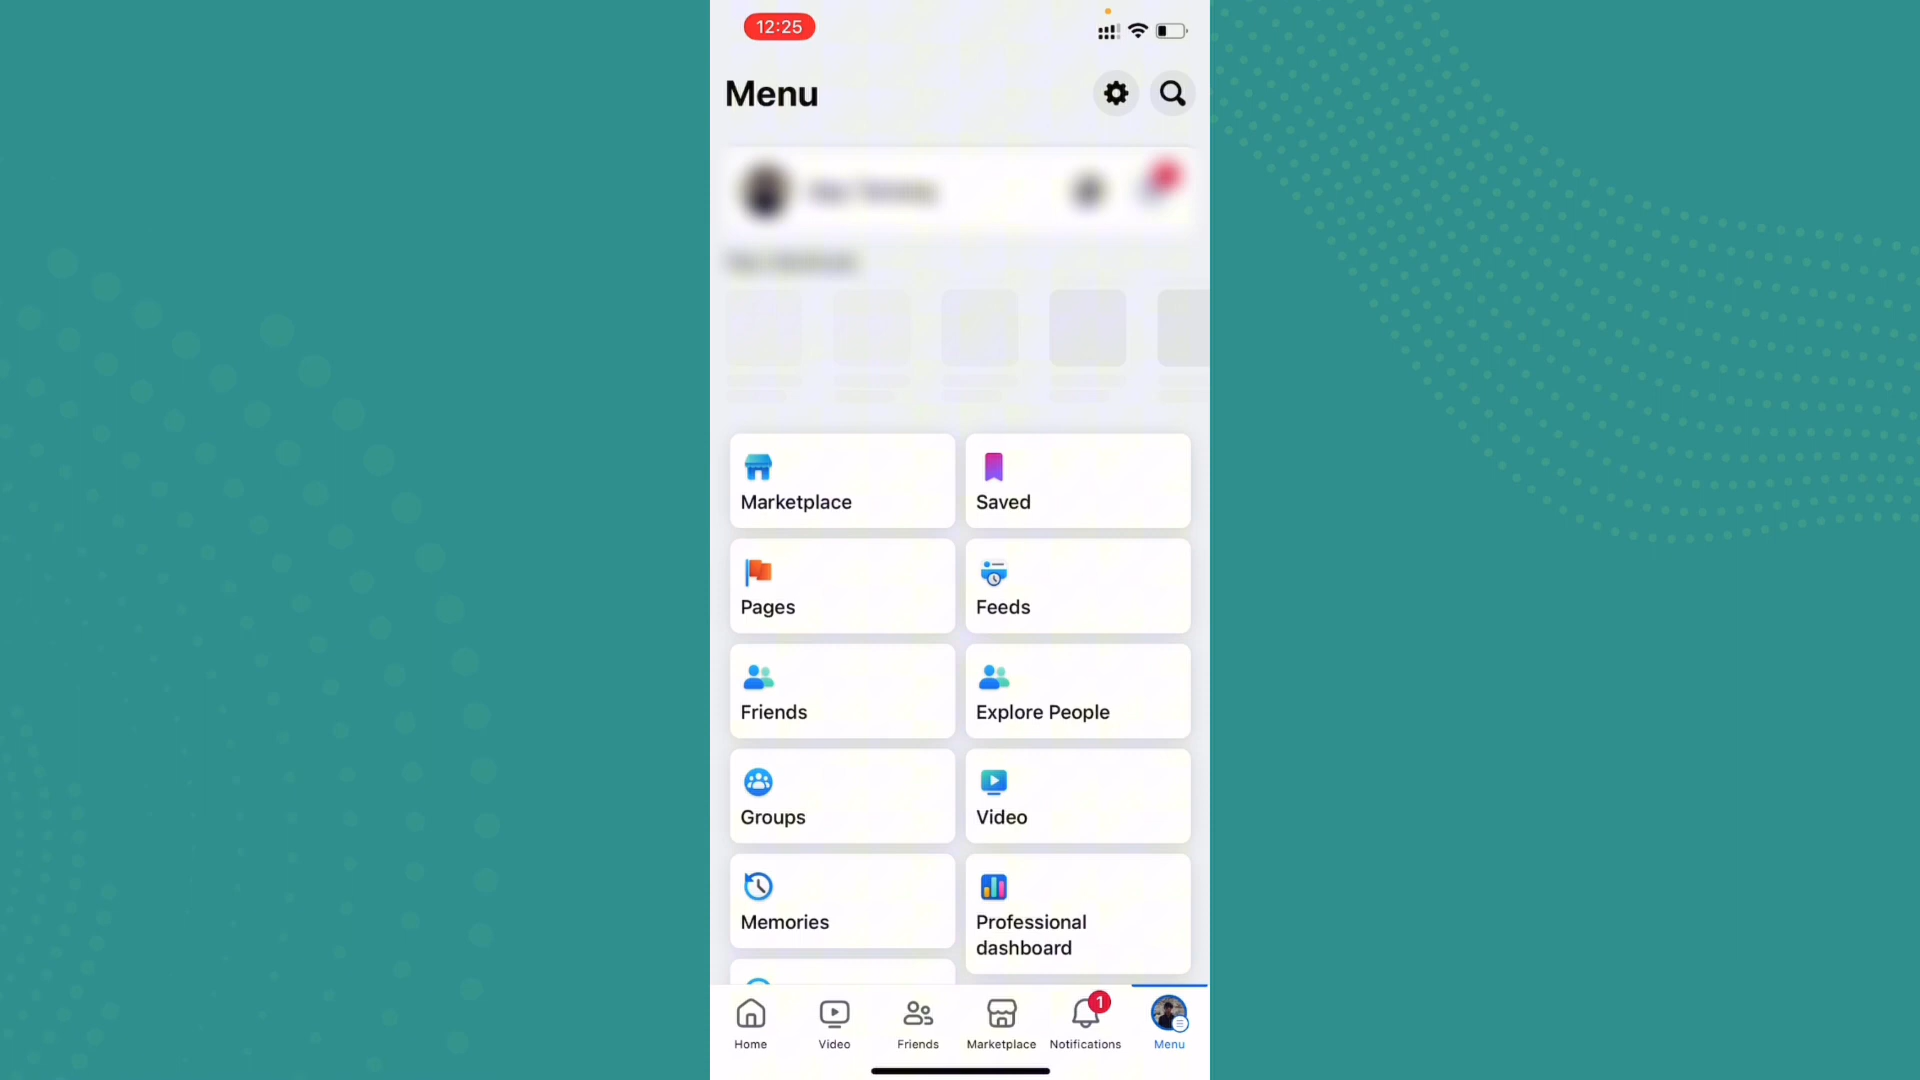 12:25
Menu
Marketplace
Saved
Pages
Feeds
Friends
Explore People
Groups
Video
Memories
Professional
dashboard
1
Home
Video
Friends
Marketplace
Notifications
Menu